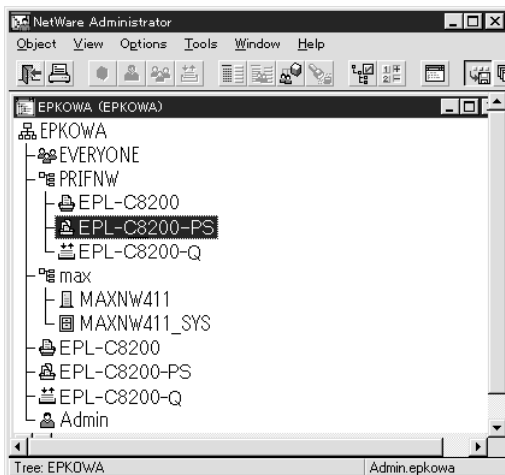 NetWare Administrator
Object View Options Tools Window Help
EPKOWA (EPKOWA)
EPKOWA
EVERYONE
PRIFNW
EPL-C8200
EPL-C8200-PS
EPL-C8200-Q
max
MAXNW411
MAXNW411_SYS
EPL-C8200
EPL-C8200-PS
EPL-C8200-Q
Admin
Tree: EPKOWA Admin.epkowa